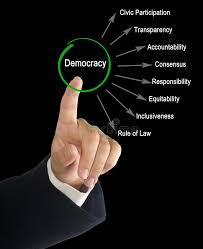 Civic Participation
Transparency
Accountability
Democracy
Consensus
Responsibility
Equitability
Inclusiveness
Rule of Law